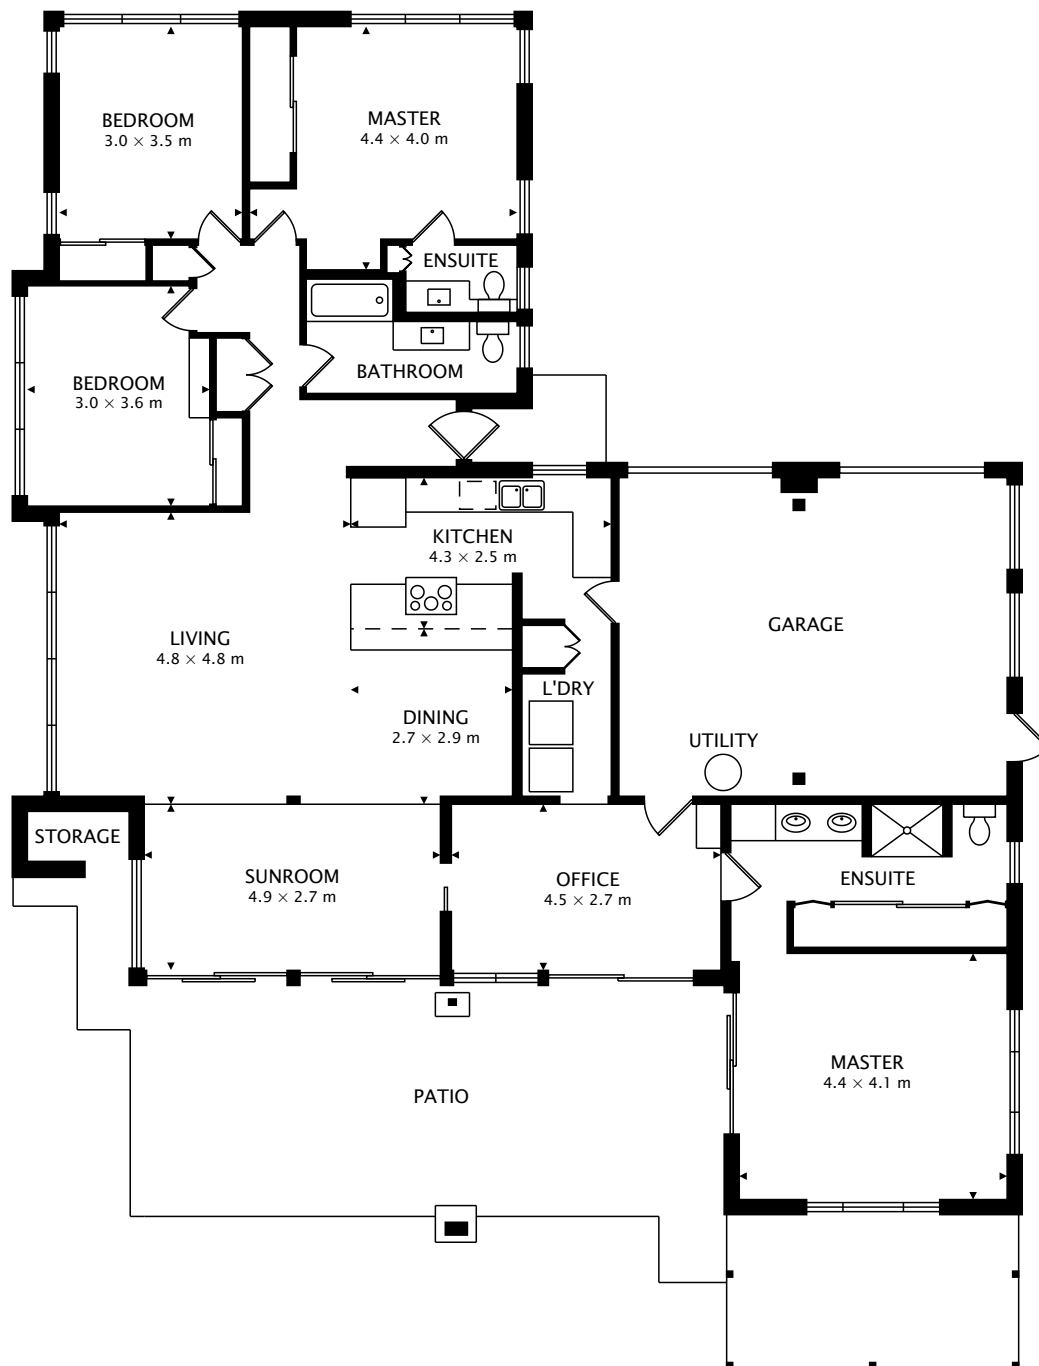 BEDROOM
3.0 × 3.5 m
MASTER
4.4 × 4.0 m
ENSUITE
BATHROOM
BEDROOM
3.0 × 3.6 m
KITCHEN
4.3 × 2.5 m
LIVING
4.8 × 4.8 m
GARAGE
L'DRY
DINING
2.7 × 2.9 m
UTILITY
STORAGE
SUNROOM
4.9 × 2.7 m
OFFICE
4.5 × 2.7 m
ENSUITE
MASTER
4.4 × 4.1 m
PATIO